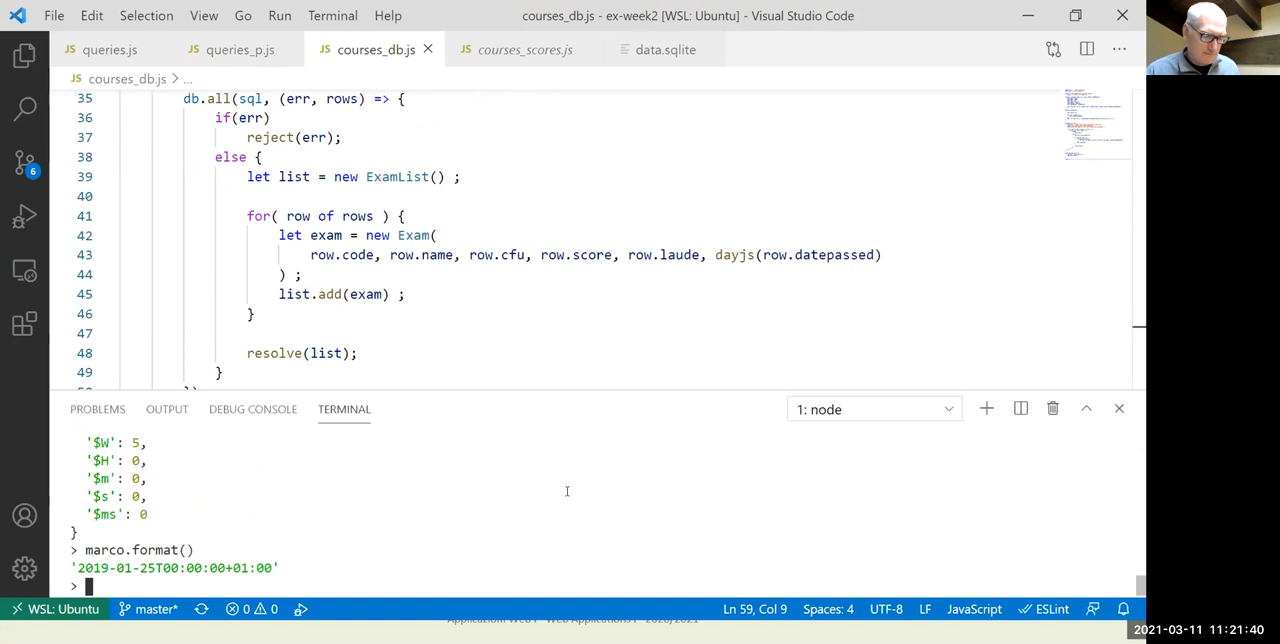 File Edit Selection View Go Run Terminal Help courses_db.js - ex-week2 [WSL: Ubuntu] - Visual Studio Code
JS queries.js JS queries_p.js JS courses_db.js JS courses_scores.js data.sqlite
JS courses_db.js > ...
35 db.all(sql, (err, rows) => {
36 if(err)
37 reject(err);
38 else {
39 let list = new ExamList() ;
40
41 for( row of rows ) {
42 let exam = new Exam(
43 row.code, row.name, row.cfu, row.score, row.laude, dayjs(row.datepassed)
44 ) ;
45 list.add(exam) ;
46 }
47
48 resolve(list);
49 }
6
PROBLEMS OUTPUT DEBUG CONSOLE TERMINAL 1: node
'$W': 5,
'$H': 0,
'$m': 0,
'$s': 0,
'$ms': 0
}
> marco.format()
'2019-01-25T00:00:00+01:00'
>
WSL: Ubuntu master* 0 0 Ln 59, Col 9 Spaces: 4 UTF-8 LF JavaScript ESLint
2021-03-11 11:21:40